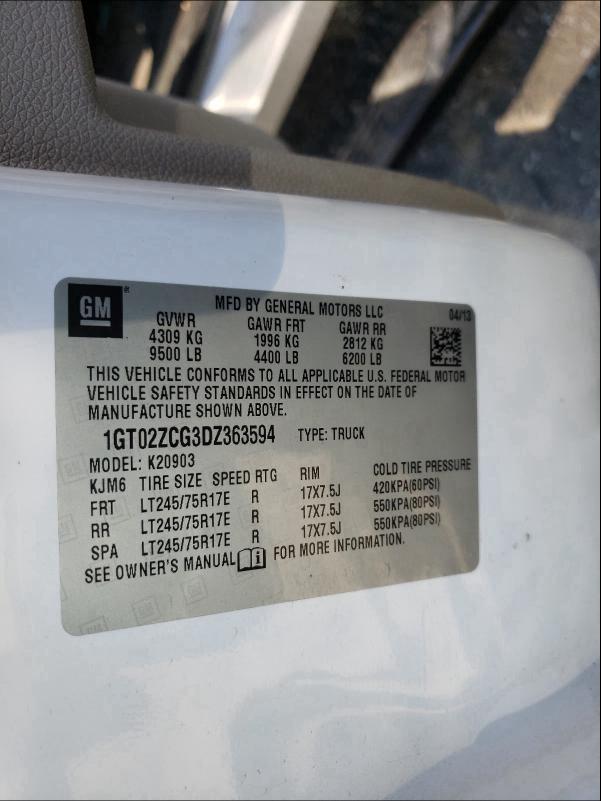 GM
MFD BY GENERAL MOTORS LLC 04/13
GVWR GAWR FRT GAWR RR
4309 KG 1996 KG 2812 KG
9500 LB 4400 LB 6200 LB
THIS VEHICLE CONFORMS TO ALL APPLICABLE U.S. FEDERAL MOTOR
VEHICLE SAFETY STANDARDS IN EFFECT ON THE DATE OF
MANUFACTURE SHOWN ABOVE.
1GT02ZCG3DZ363594 TYPE: TRUCK
MODEL: K20903
KJM6 TIRE SIZE SPEED RTG RIM COLD TIRE PRESSURE
FRT LT245/75R17E R 17X7.5J 420KPA(60PSI)
RR LT245/75R17E R 17X7.5J 550KPA(80PSI)
SPA LT245/75R17E R 17X7.5J 550KPA(80PSI)
SEE OWNER'S MANUAL FOR MORE INFORMATION.